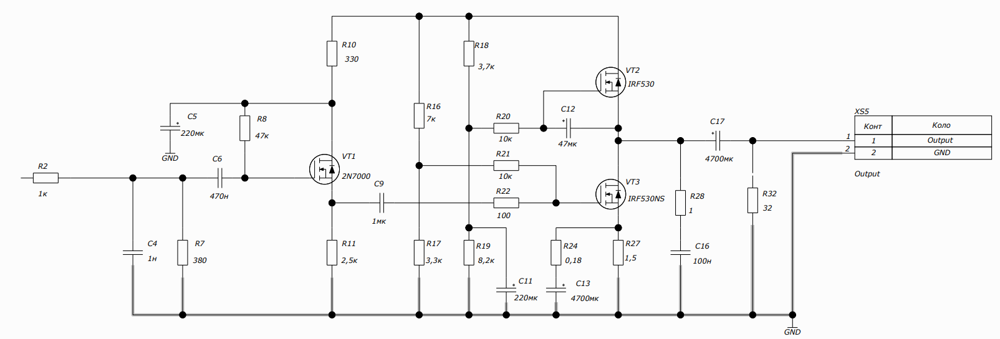 R10
330
R18
3,7к
VT2
IRF530
C5
220мк
GND
R8
47к
R16
7к
R20
10к
C12
47мк
C17
4700мк
XS5
Конт
Коло
1
1
Output
2
2
GND
Output
R2
1к
C6
470н
VT1
2N7000
C9
1мк
R21
10к
R22
100
VT3
IRF530NS
R28
1
R32
32
C4
1н
R7
380
R11
2,5к
R17
3,3к
R19
8,2к
R24
0,18
R27
1,5
C16
100н
C11
220мк
C13
4700мк
GND